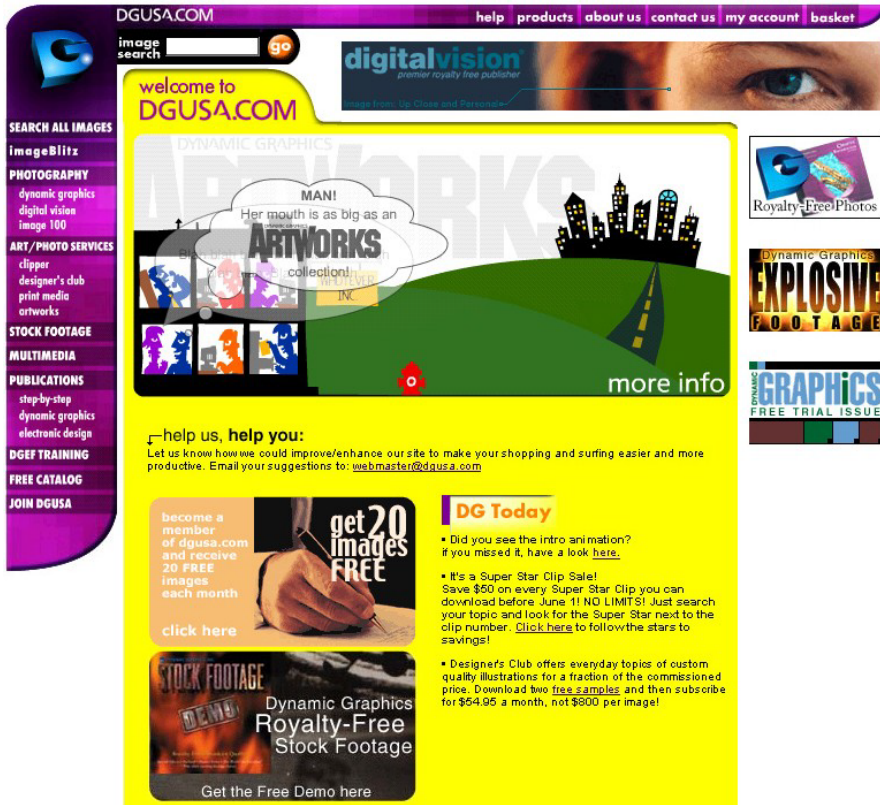 DGUSA.COM
help products about us contact us my account basket
image search
go
digitalvision
premier royalty free publisher
Image from: Up Close and Personal
welcome to
DGUSA.COM
SEARCH ALL IMAGES
imageBlitz
PHOTOGRAPHY
dynamic graphics
digital vision
image 100
ART/PHOTO SERVICES
clipper
designer's club
print media
artworks
STOCK FOOTAGE
MULTIMEDIA
PUBLICATIONS
step-by-step
dynamic graphics
electronic design
DGEF TRAINING
FREE CATALOG
JOIN DGUSA
DYNAMIC GRAPHICS
ARTWORKS
MAN!
Her mouth is as big as an
ARTWORKS
collection!
WHATEVER
INC.
more info
Royalty-Free Photos
Dynamic Graphics
EXPLOSIVE
FOOTAGE
DYNAMIC
GRAPHiCS
FREE TRIAL ISSUE
help us, help you:
Let us know how we could improve/enhance our site to make your shopping and surfing easier and more
productive. Email your suggestions to: webmaster@dgusa.com
become a
member
of dgusa.com
and receive
20 FREE
images
each month
click here
get 20
images
FREE
STOCK FOOTAGE
DEMO
Dynamic Graphics
Royalty-Free
Stock Footage
Get the Free Demo here
DG Today
▪ Did you see the intro animation?
if you missed it, have a look here.
▪ It's a Super Star Clip Sale!
Save $50 on every Super Star Clip you can
download before June 1! NO LIMITS! Just search
your topic and look for the Super Star next to the
clip number. Click here to follow the stars to
savings!
▪ Designer's Club offers everyday topics of custom
quality illustrations for a fraction of the commissioned
price. Download two free samples and then subscribe
for $54.95 a month, not $800 per image!